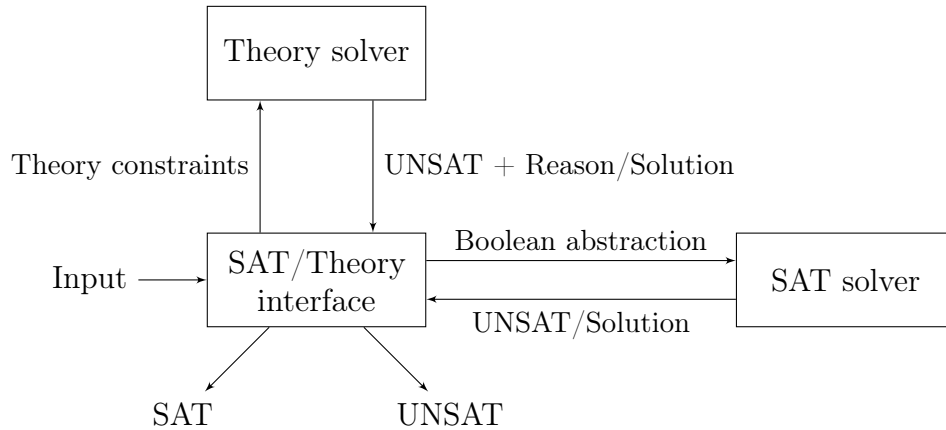 Theory solver
Theory constraints
UNSAT + Reason/Solution
Input
SAT/Theory
interface
Boolean abstraction
UNSAT/Solution
SAT solver
SAT
UNSAT